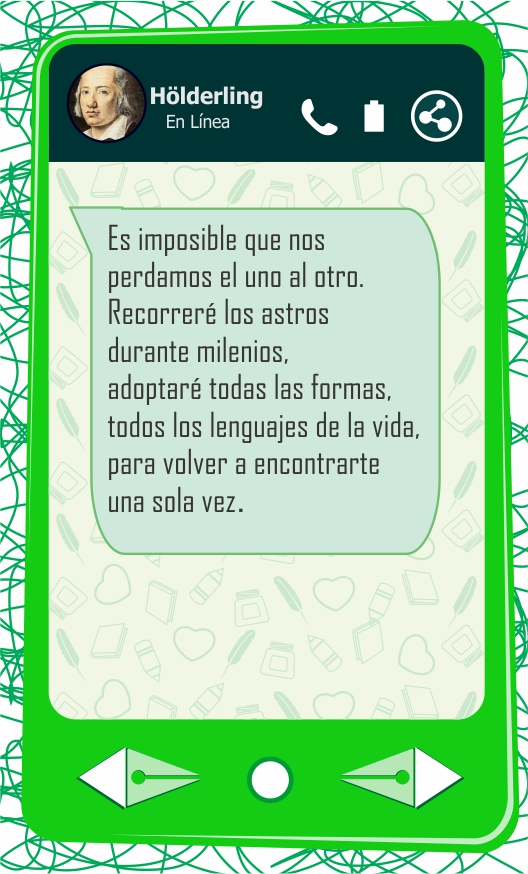 Hölderling
En Línea
Es imposible que nos
perdamos el uno al otro.
Recorreré los astros
durante milenios,
adoptaré todas las formas,
todos los lenguajes de la vida,
para volver a encontrarte
una sola vez.